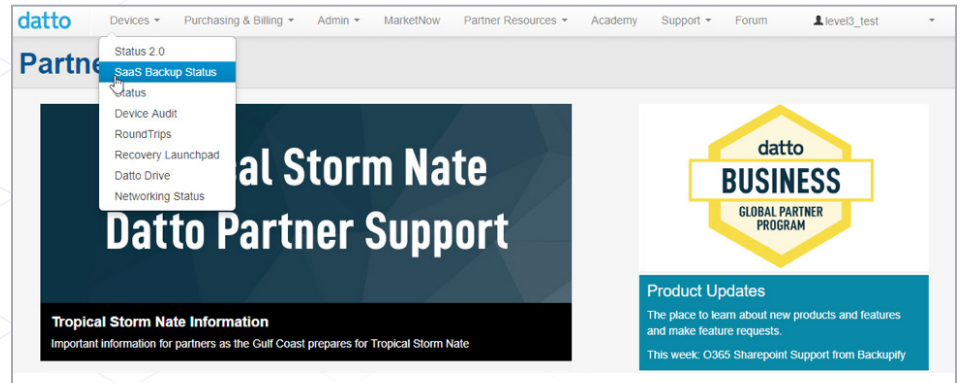 datto Devices Purchasing & Billing Admin MarketNow Partner Resources Academy Support Forum level3_test
Partne
Status 2.0
SaaS Backup Status
Status
Device Audit
RoundTrips
Recovery Launchpad
Datto Drive
Networking Status
al Storm Nate
Datto Partner Support
Tropical Storm Nate Information
Important information for partners as the Gulf Coast prepares for Tropical Storm Nate
datto
BUSINESS
GLOBAL PARTNER
PROGRAM
Product Updates
The place to learn about new products and features
and make feature requests.
This week: O365 Sharepoint Support from Backupify